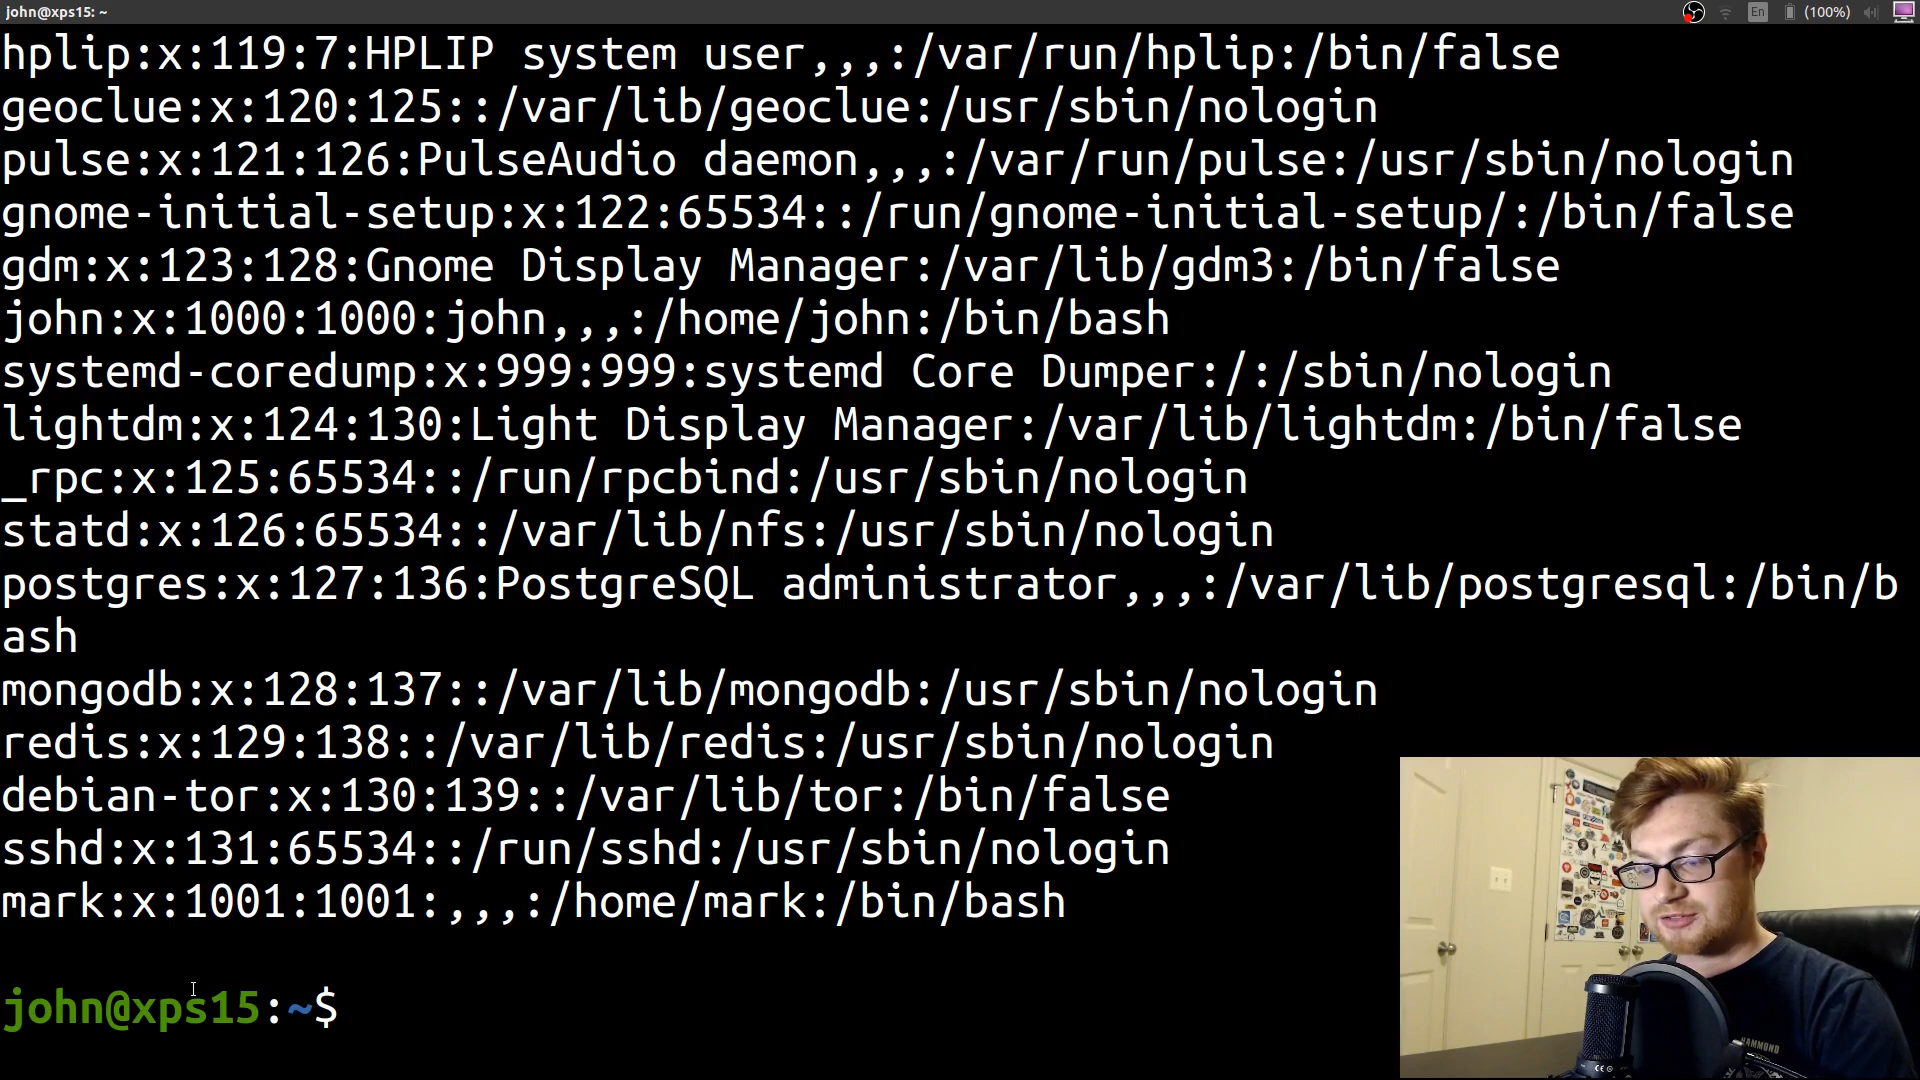 john@xps15: ~
En (100%)
hplip:x:119:7:HPLIP system user,,,:/var/run/hplip:/bin/false
geoclue:x:120:125::/var/lib/geoclue:/usr/sbin/nologin
pulse:x:121:126:PulseAudio daemon,,,:/var/run/pulse:/usr/sbin/nologin
gnome-initial-setup:x:122:65534::/run/gnome-initial-setup/:/bin/false
gdm:x:123:128:Gnome Display Manager:/var/lib/gdm3:/bin/false
john:x:1000:1000:john,,,:/home/john:/bin/bash
systemd-coredump:x:999:999:systemd Core Dumper:/:/sbin/nologin
lightdm:x:124:130:Light Display Manager:/var/lib/lightdm:/bin/false
_rpc:x:125:65534::/run/rpcbind:/usr/sbin/nologin
statd:x:126:65534::/var/lib/nfs:/usr/sbin/nologin
postgres:x:127:136:PostgreSQL administrator,,,:/var/lib/postgresql:/bin/b
ash
mongodb:x:128:137::/var/lib/mongodb:/usr/sbin/nologin
redis:x:129:138::/var/lib/redis:/usr/sbin/nologin
debian-tor:x:130:139::/var/lib/tor:/bin/false
sshd:x:131:65534::/run/sshd:/usr/sbin/nologin
mark:x:1001:1001:,,,:/home/mark:/bin/bash
john@xps15:~$
HAMMOND